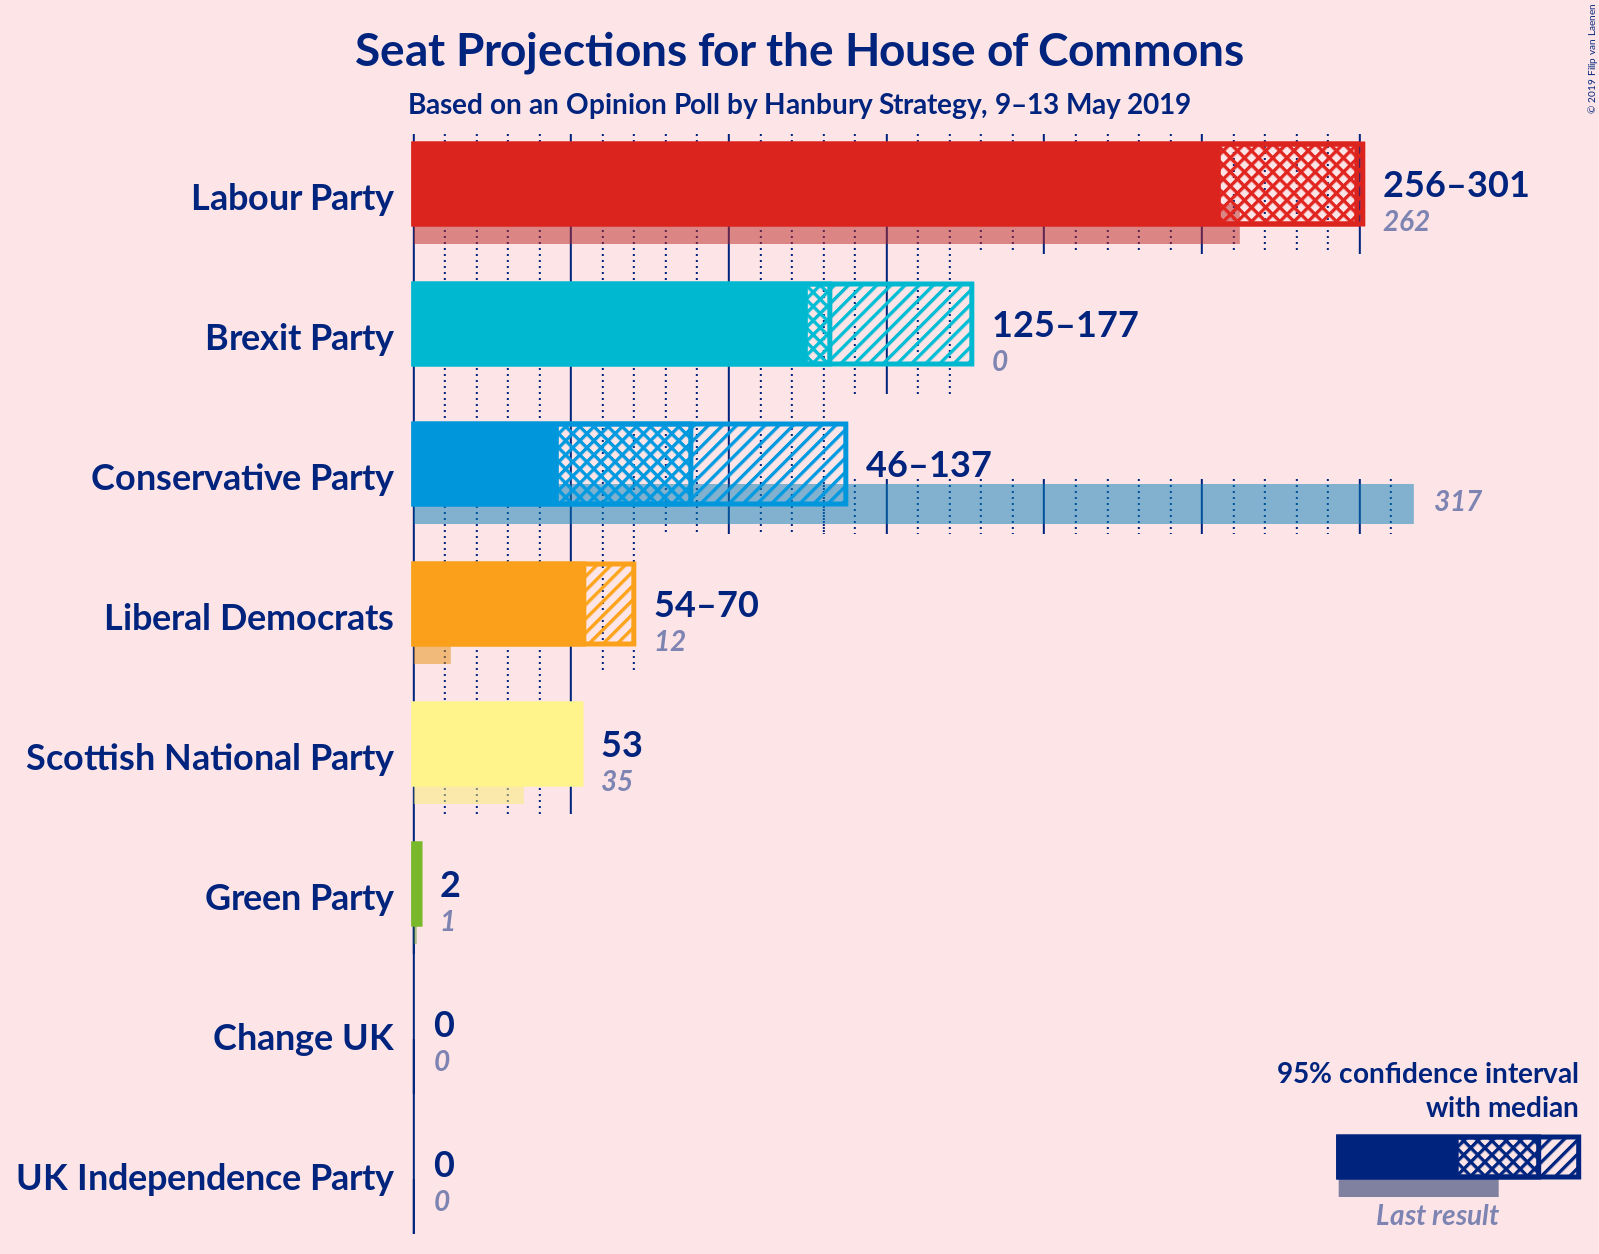 Seat Projections for the House of Commons
Based on an Opinion Poll by Hanbury Strategy, 9–13 May 2019
© 2019 Filip van Laenen
Labour Party
256–301
262
Brexit Party
125–177
0
Conservative Party
46–137
317
Liberal Democrats
54–70
12
Scottish National Party
53
35
Green Party
2
1
Change UK
0
0
UK Independence Party
0
0
95% confidence interval
with median
Last result